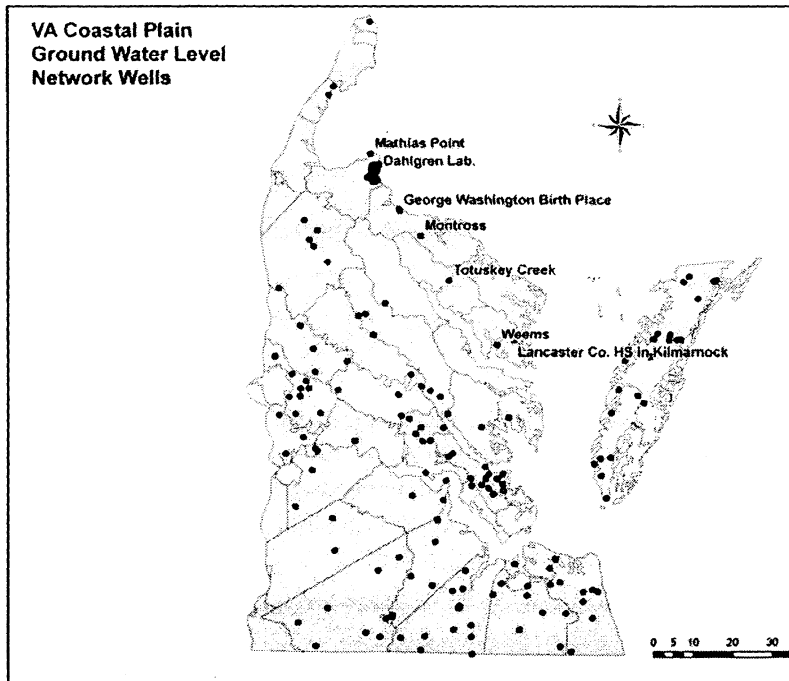 VA Coastal Plain
Ground Water Level
Network Wells
Mathias Point
Dahlgren Lab.
George Washington Birth Place
Montross
Totuskey Creek
Weems
Lancaster Co. HS In Kilmarnock
0 5 10 20 30